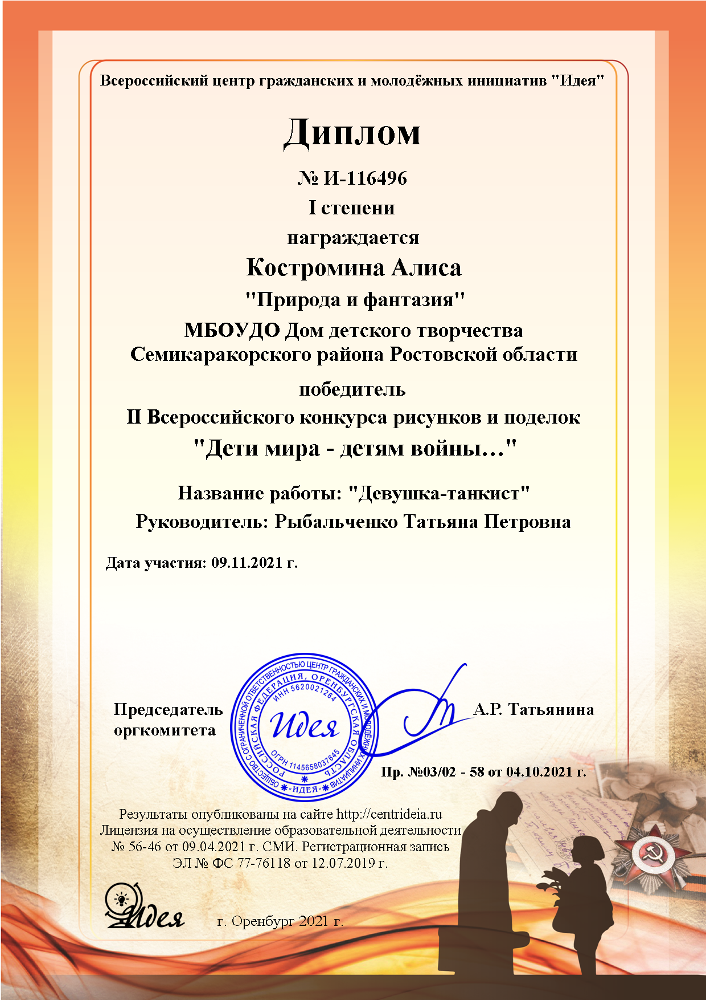 Всероссийский центр гражданских и молодёжных инициатив "Идея"
Диплом
№ И-116496
I степени
награждается
Костромина Алиса
"Природа и фантазия"
МБОУДО Дом детского творчества
Семикаракорского района Ростовской области
победитель
II Всероссийского конкурса рисунков и поделок
"Дети мира - детям войны…"
Название работы: "Девушка-танкист"
Руководитель: Рыбальченко Татьяна Петровна
Дата участия: 09.11.2021 г.
Председатель
оргкомитета
ОБЩЕСТВО С ОГРАНИЧЕННОЙ ОТВЕТСТВЕННОСТЬЮ ЦЕНТР ГРАЖДАНСКИХ И МОЛОДЁЖНЫХ ИНИЦИАТИВ «ИДЕЯ»
РОССИЙСКАЯ ФЕДЕРАЦИЯ, ОРЕНБУРГСКАЯ ОБЛАСТЬ
ИНН 5620021264
Идея
ОГРН 1145658037645
А.Р. Татьянина
Пр. №03/02 - 58 от 04.10.2021 г.
Результаты опубликованы на сайте http://centrideia.ru
Лицензия на осуществление образовательной деятельности
№ 56-46 от 09.04.2021 г. СМИ. Регистрационная запись
ЭЛ № ФС 77-76118 от 12.07.2019 г.
Идея
г. Оренбург 2021 г.